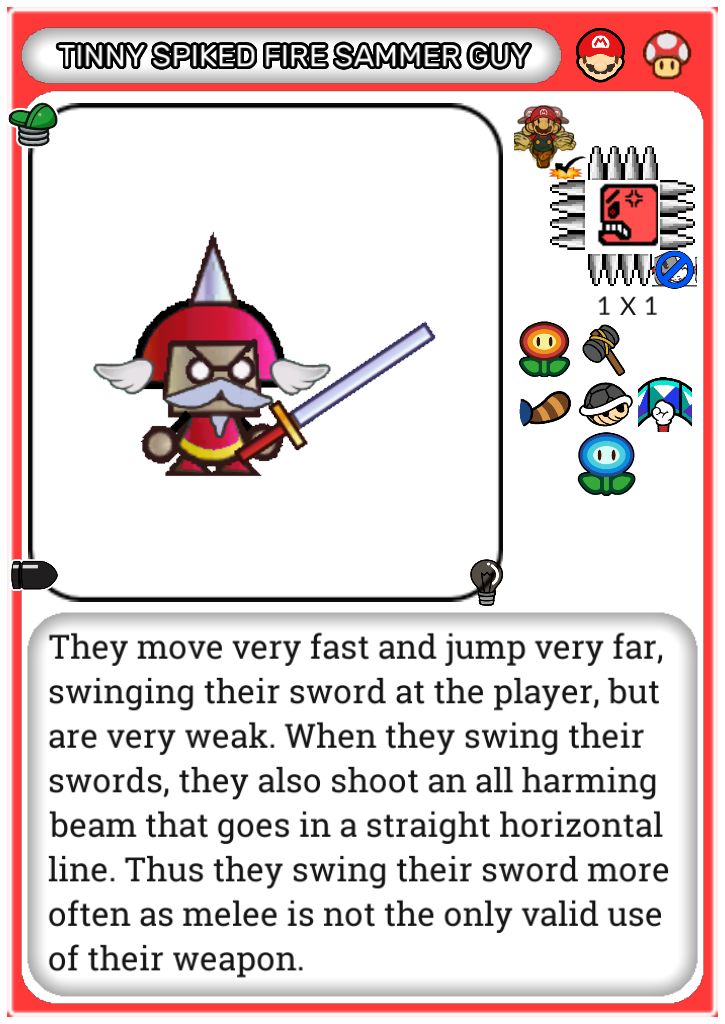 TINNY SPIKED FIRE SAMMER GUY
1 X 1
They move very fast and jump very far,
swinging their sword at the player, but
are very weak. When they swing their
swords, they also shoot an all harming
beam that goes in a straight horizontal
line. Thus they swing their sword more
often as melee is not the only valid use
of their weapon.